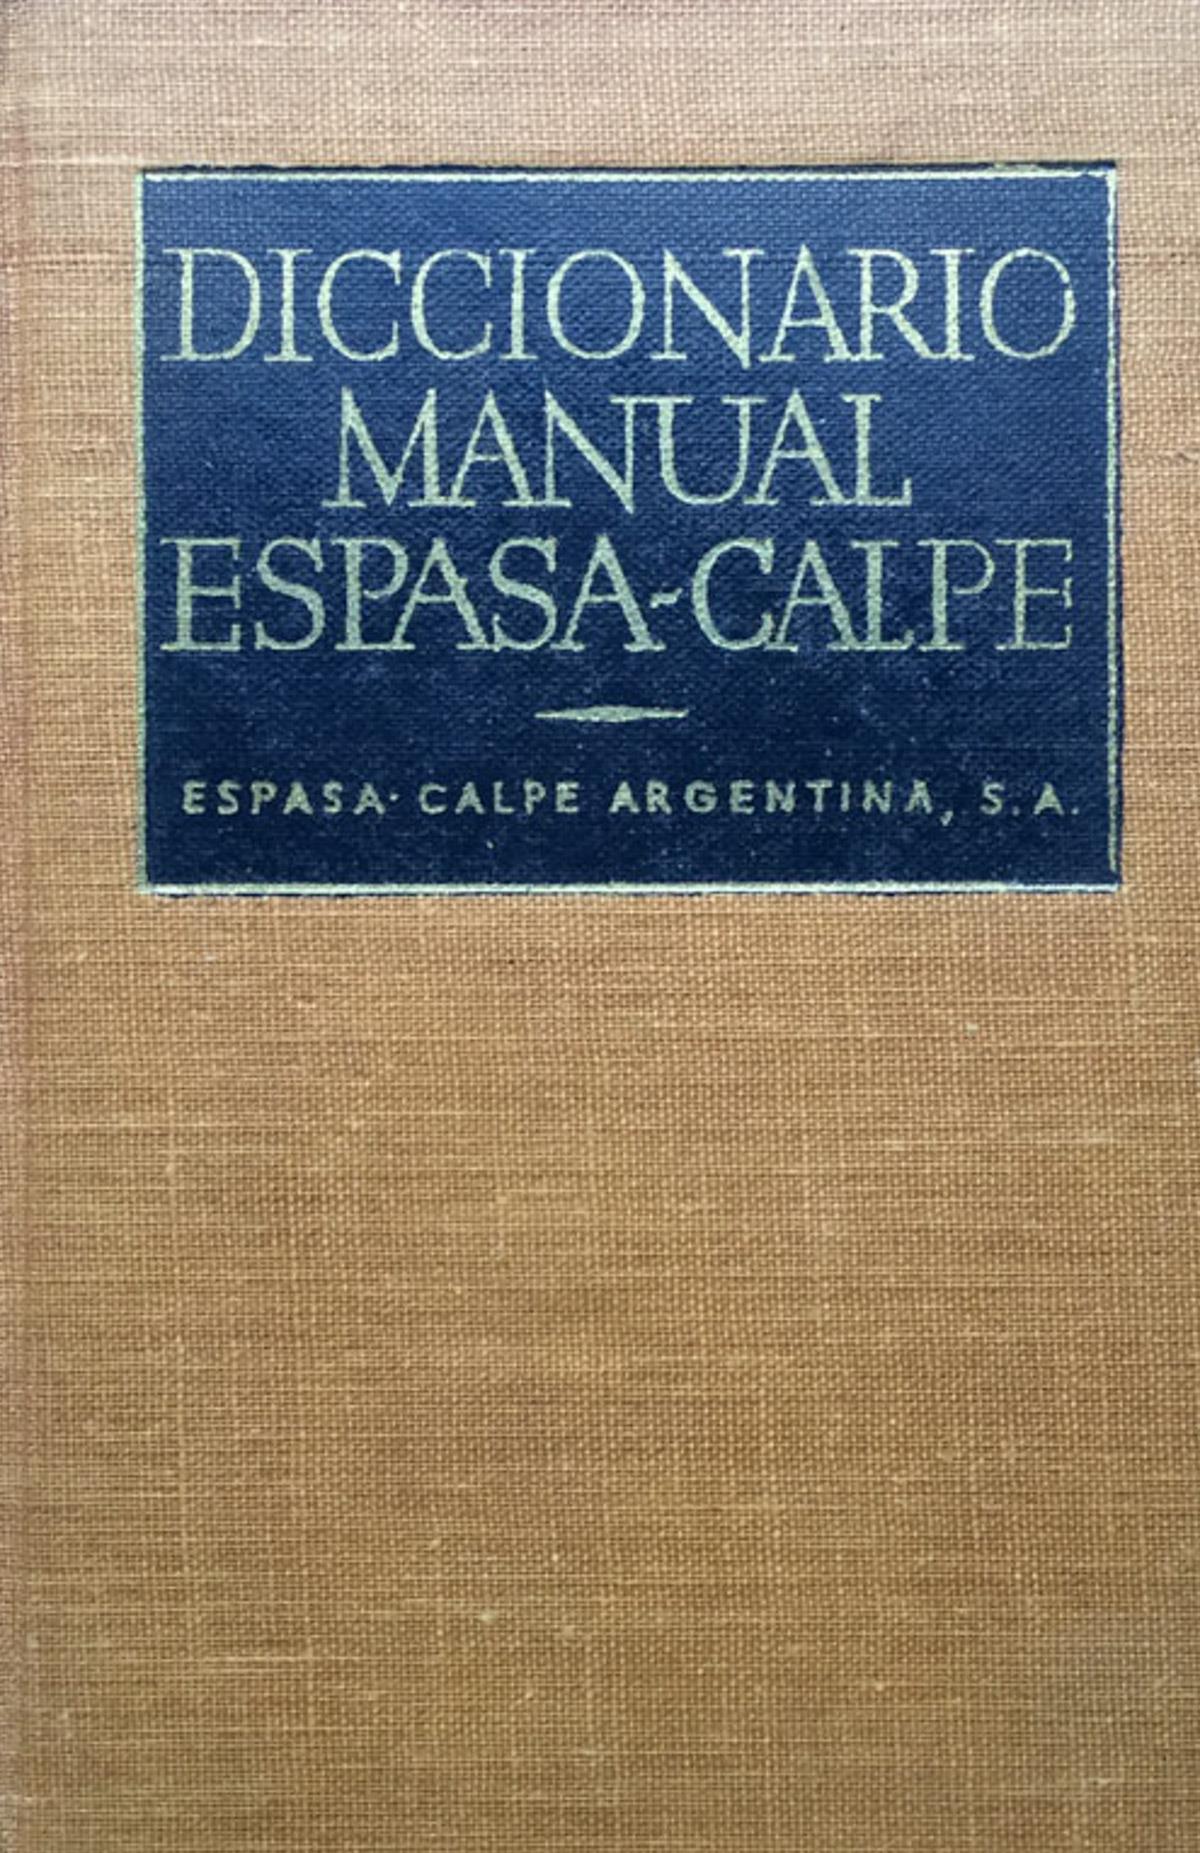 DICCIONARIO
MANUAL
ESPASA-CALPE
ESPASA-CALPE ARGENTINA, S.A.